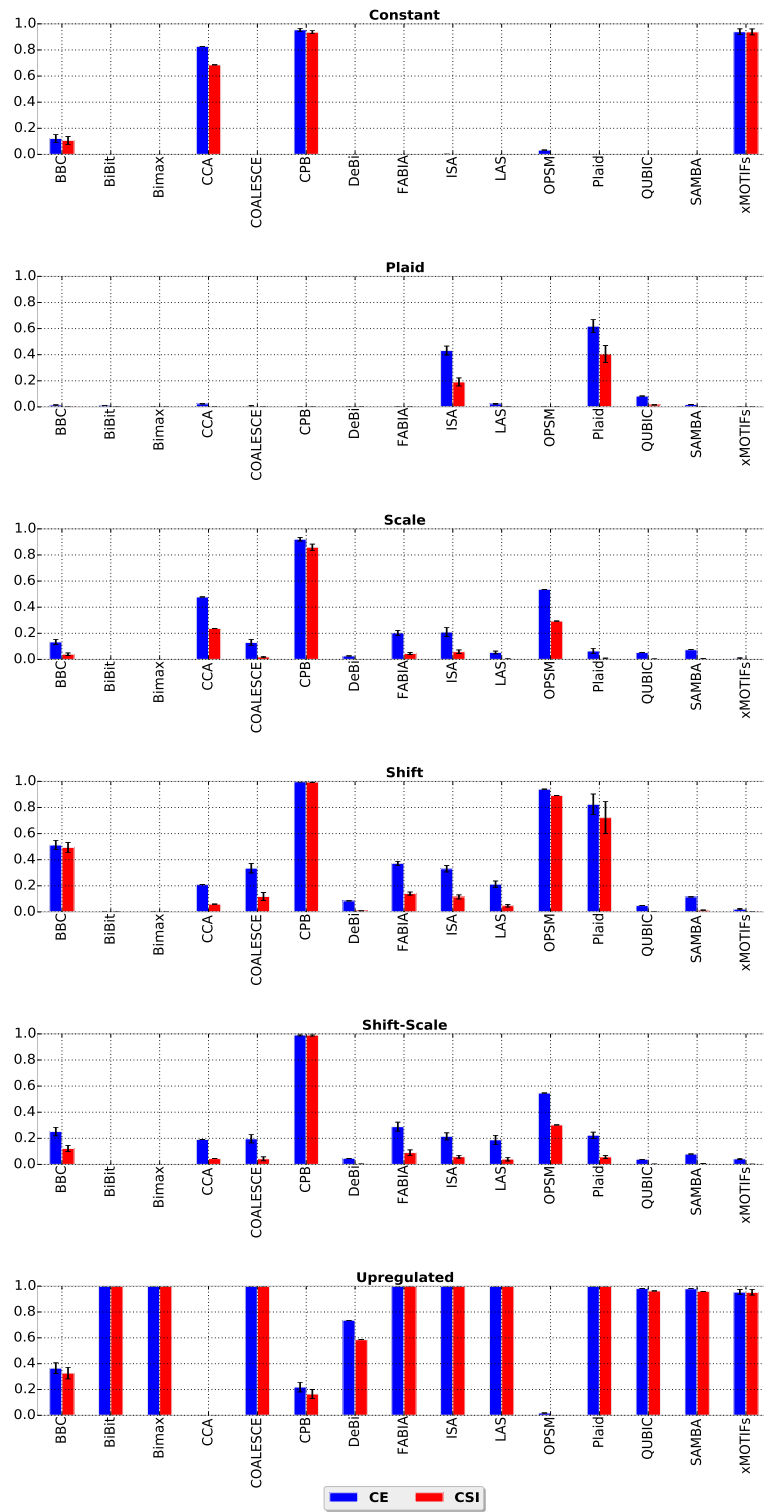 Constant
1.0
0.8
0.6
0.4
0.2
0.0
BBC BiBit Bimax CCA COALESCE CPB DeBi FABIA ISA LAS OPSM Plaid QUBIC SAMBA xMOTIFs
Plaid
1.0
0.8
0.6
0.4
0.2
0.0
BBC BiBit Bimax CCA COALESCE CPB DeBi FABIA ISA LAS OPSM Plaid QUBIC SAMBA xMOTIFs
Scale
1.0
0.8
0.6
0.4
0.2
0.0
BBC BiBit Bimax CCA COALESCE CPB DeBi FABIA ISA LAS OPSM Plaid QUBIC SAMBA xMOTIFs
Shift
1.0
0.8
0.6
0.4
0.2
0.0
BBC BiBit Bimax CCA COALESCE CPB DeBi FABIA ISA LAS OPSM Plaid QUBIC SAMBA xMOTIFs
Shift-Scale
1.0
0.8
0.6
0.4
0.2
0.0
BBC BiBit Bimax CCA COALESCE CPB DeBi FABIA ISA LAS OPSM Plaid QUBIC SAMBA xMOTIFs
Upregulated
1.0
0.8
0.6
0.4
0.2
0.0
BBC BiBit Bimax CCA COALESCE CPB DeBi FABIA ISA LAS OPSM Plaid QUBIC SAMBA xMOTIFs
CE CSI